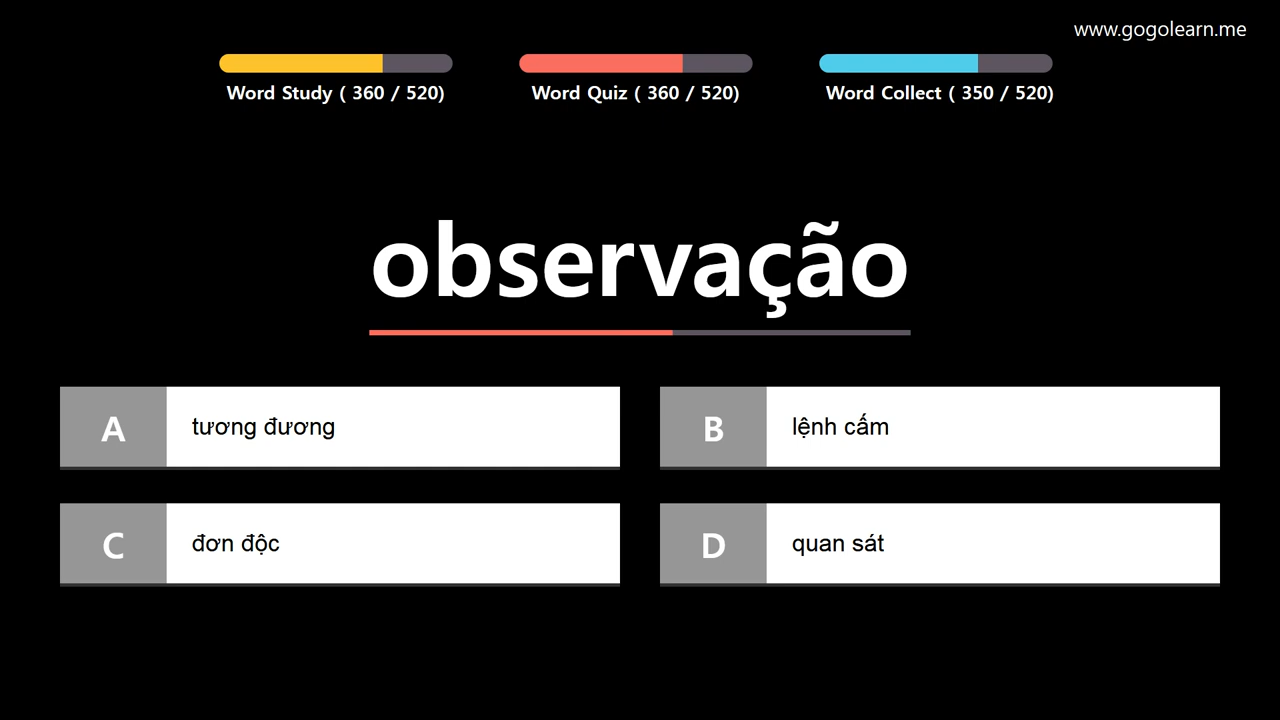 www.gogolearn.me
Word Study ( 360 / 520)
Word Quiz ( 360 / 520)
Word Collect ( 350 / 520)
observação
A tương đương
B lệnh cấm
C đơn độc
D quan sát